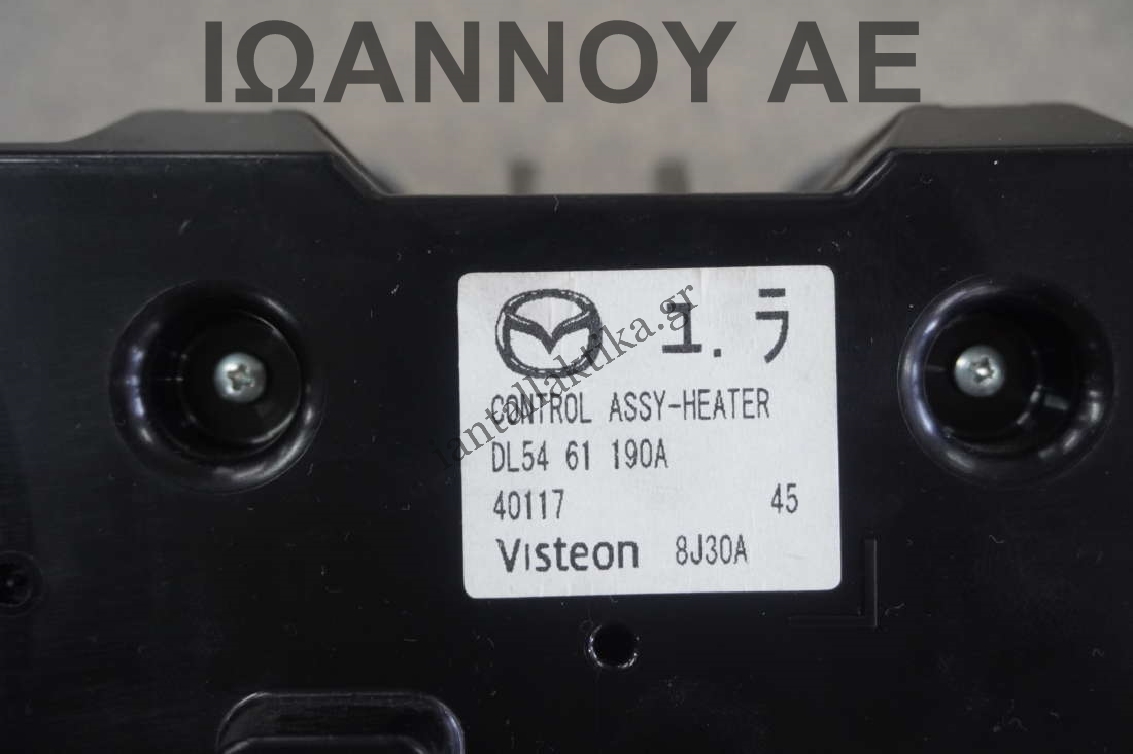 ΙΩΑΝΝΟΥ ΑΕ
1. ラ
CONTROL ASSY-HEATER
DL54 61 190A
40117 45
Visteon 8J30A
antallaktika.gr